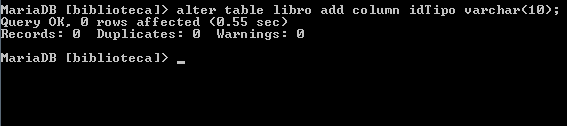 MariaDB [biblioteca]> alter table libro add column idTipo varchar(10);
Query OK, 0 rows affected (0.55 sec)
Records: 0  Duplicates: 0  Warnings: 0
MariaDB [biblioteca]> _